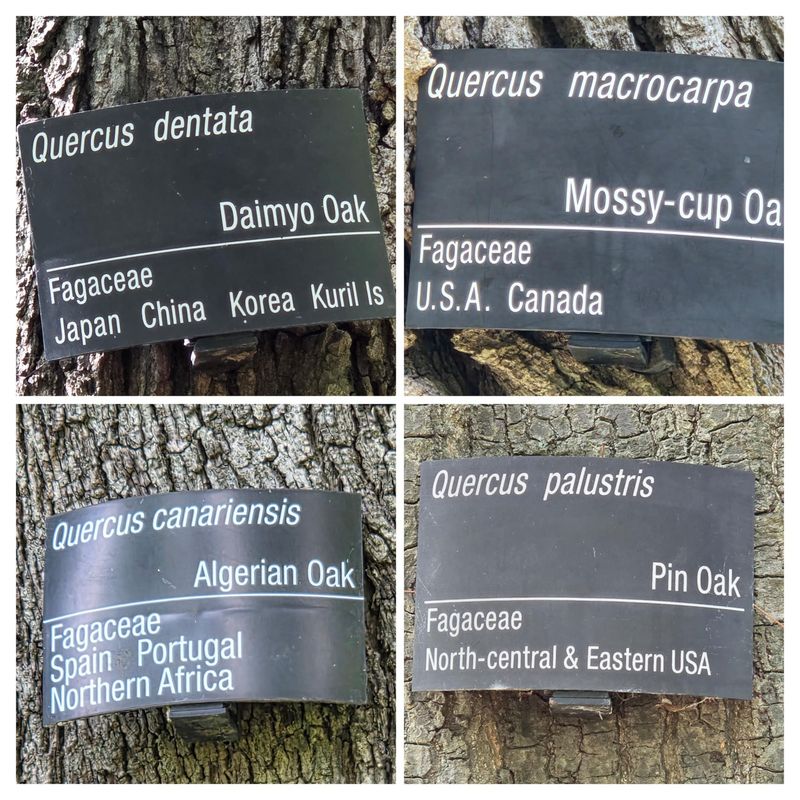 Quercus dentata
Daimyo Oak
Fagaceae
Japan China Korea Kuril Is
Quercus macrocarpa
Mossy-cup Oa
Fagaceae
U.S.A. Canada
Quercus canariensis
Algerian Oak
Fagaceae
Spain Portugal
Northern Africa
Quercus palustris
Pin Oak
Fagaceae
North-central & Eastern USA